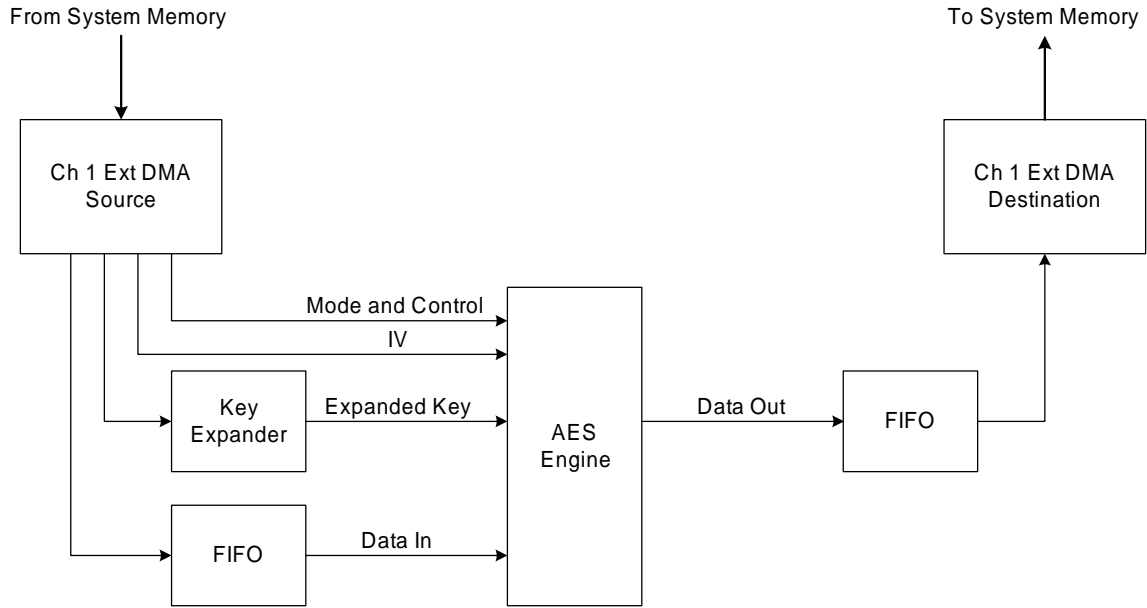 From System Memory
To System Memory
Ch 1 Ext DMA
Source
Ch 1 Ext DMA
Destination
Mode and Control
IV
Key
Expander
Expanded Key
AES
Engine
Data Out
FIFO
FIFO
Data In